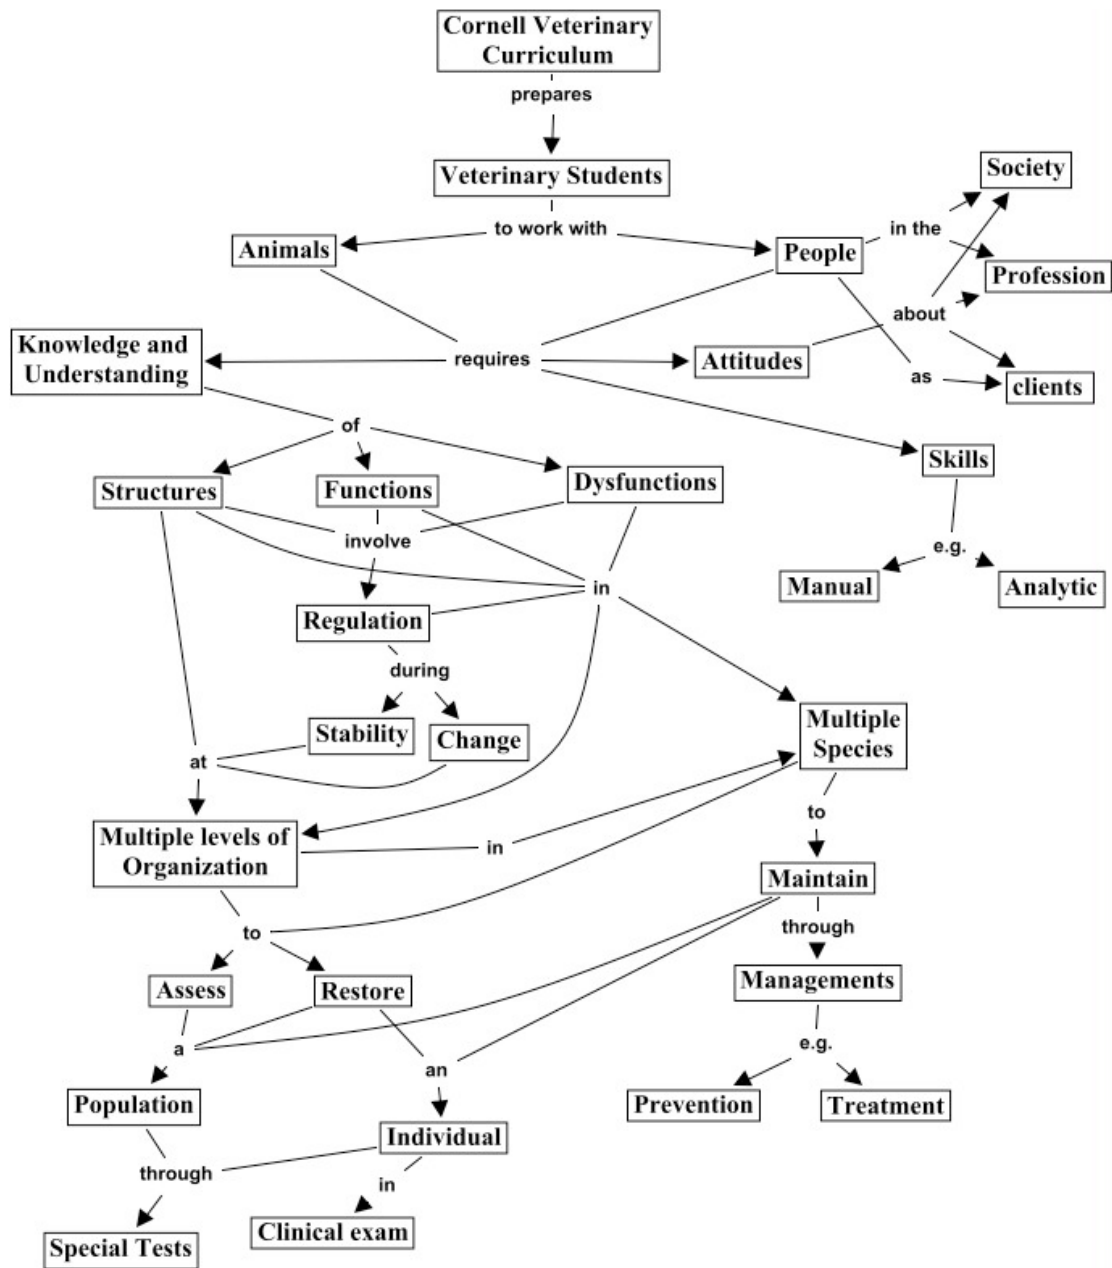 Cornell Veterinary
Curriculum
prepares
Veterinary Students
Society
to work with
in the
Animals
People
Profession
about
Knowledge and
Understanding
requires
Attitudes
as
clients
of
Skills
Structures
Functions
Dysfunctions
involve
e.g.
Manual
Analytic
in
Regulation
during
Stability
Change
Multiple
Species
at
to
Multiple levels of
Organization
in
Maintain
through
to
Assess
Restore
Managements
a
an
e.g.
Population
Prevention
Treatment
Individual
through
in
Clinical exam
Special Tests